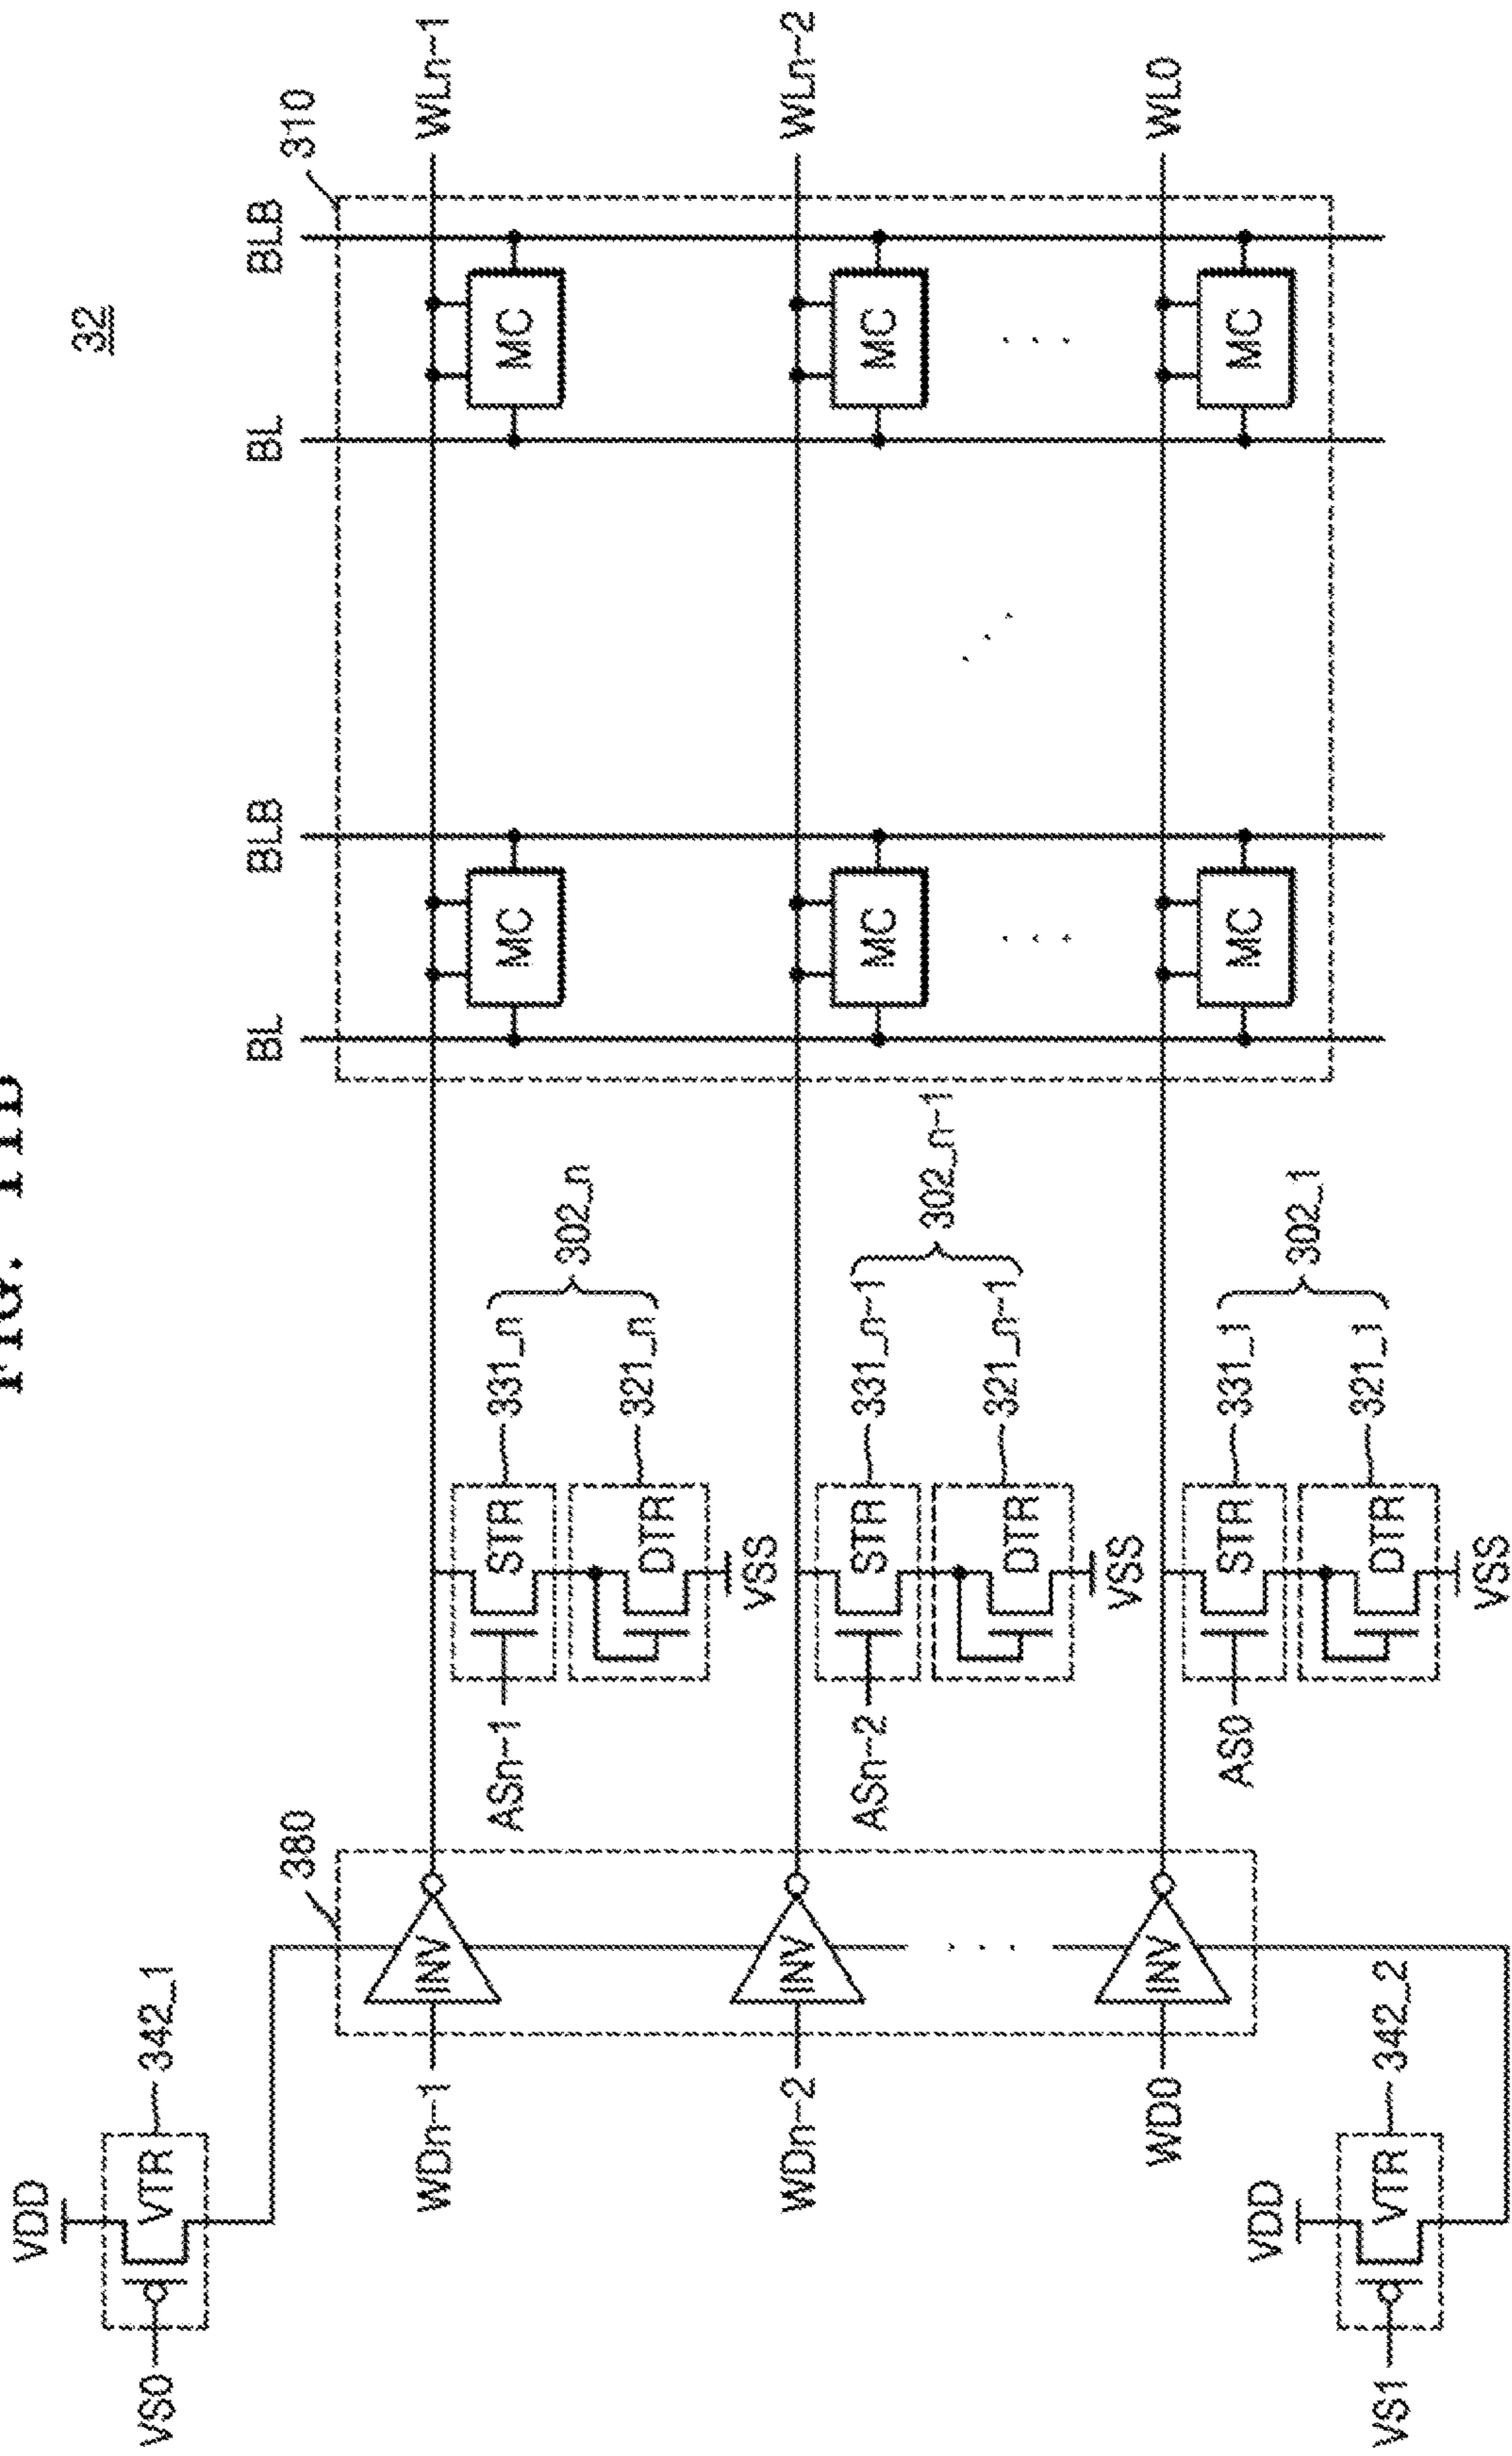 FIG.
VDD
32
VS0 VTR 342_1
BL BLB BL BLB
380 310
WDn-1 INV WLn-1
ASn-1 STR 331_n MC MC
302_n
DTR 321_n
VSS
WDn-2 INV WLn-2
ASn-2 STR 331_n-1 MC MC
302_n-1
DTR 321_n-1
VSS
WD0 INV WL0
AS0 STR 331_1 MC MC
VDD
302_1
DTR 321_1
VS1 VTR 342_2
VSS